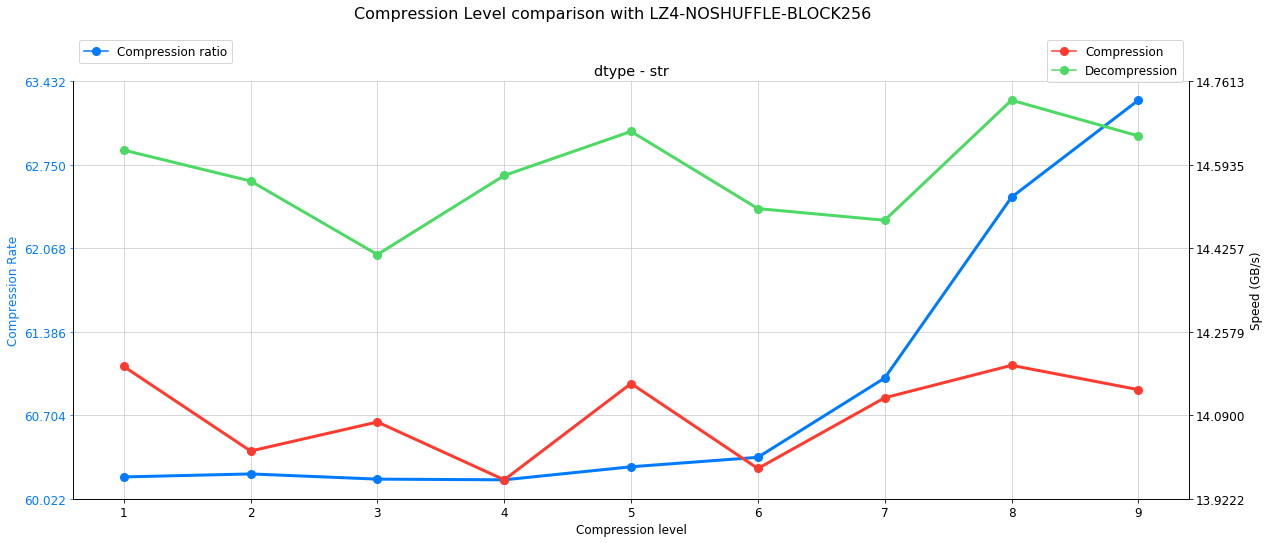 Compression Level comparison with LZ4-NOSHUFFLE-BLOCK256
Compression ratio
Compression
Decompression
dtype - str
63.432
62.750
62.068
61.386
60.704
60.022
Compression Rate
14.7613
14.5935
14.4257
14.2579
14.0900
13.9222
Speed (GB/s)
1 2 3 4 5 6 7 8 9
Compression level